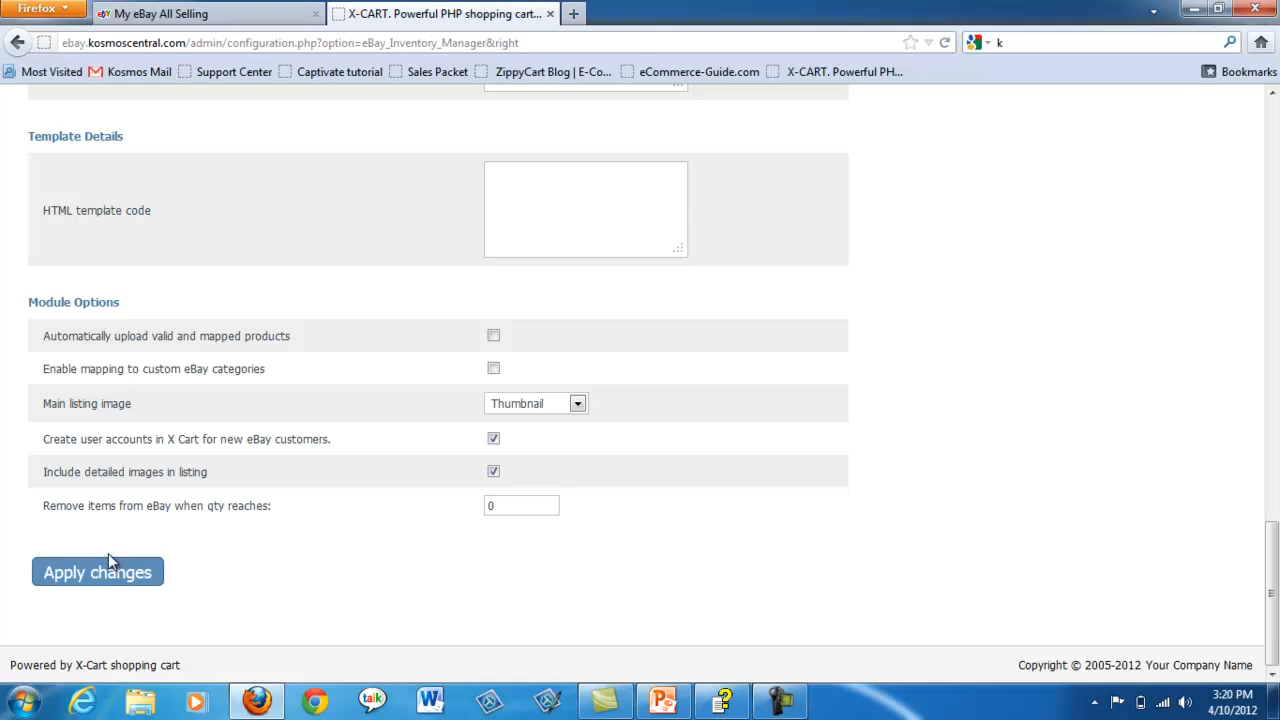 Firefox
My eBay All Selling
X-CART. Powerful PHP shopping cart...
ebay.kosmoscentral.com/admin/configuration.php?option=eBay_Inventory_Manager&right
k
Most Visited
Kosmos Mail
Support Center
Captivate tutorial
Sales Packet
ZippyCart Blog | E-Co...
eCommerce-Guide.com
X-CART. Powerful PH...
Bookmarks
Template Details
HTML template code
Module Options
Automatically upload valid and mapped products
Enable mapping to custom eBay categories
Main listing image
Thumbnail
Create user accounts in X Cart for new eBay customers.
Include detailed images in listing
Remove items from eBay when qty reaches:
0
Apply changes
Powered by X-Cart shopping cart
Copyright © 2005-2012 Your Company Name
talk
3:20 PM
4/10/2012